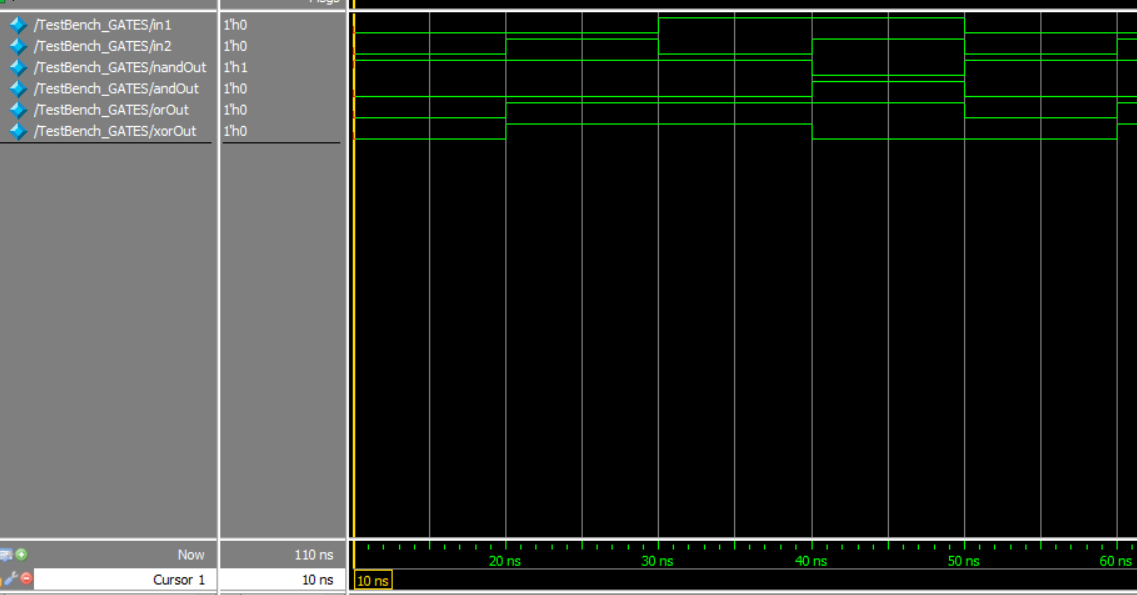 Msgs
/TestBench_GATES/in1 1'h0
/TestBench_GATES/in2 1'h0
/TestBench_GATES/nandOut 1'h1
/TestBench_GATES/andOut 1'h0
/TestBench_GATES/orOut 1'h0
/TestBench_GATES/xorOut 1'h0
Now 110 ns 20 ns 30 ns 40 ns 50 ns 60 ns
Cursor 1 10 ns 10 ns